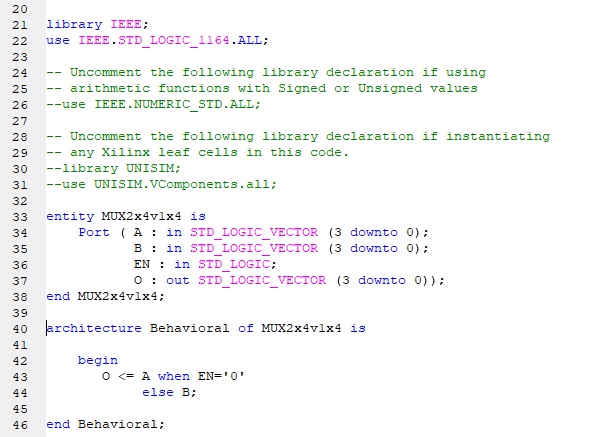 20
21 library IEEE;
22 use IEEE.STD_LOGIC_1164.ALL;
23
24 -- Uncomment the following library declaration if using
25 -- arithmetic functions with Signed or Unsigned values
26 --use IEEE.NUMERIC_STD.ALL;
27
28 -- Uncomment the following library declaration if instantiating
29 -- any Xilinx leaf cells in this code.
30 --library UNISIM;
31 --use UNISIM.VComponents.all;
32
33 entity MUX2x4v1x4 is
34     Port ( A : in STD_LOGIC_VECTOR (3 downto 0);
35            B : in STD_LOGIC_VECTOR (3 downto 0);
36            EN : in STD_LOGIC;
37            O : out STD_LOGIC_VECTOR (3 downto 0));
38 end MUX2x4v1x4;
39
40 architecture Behavioral of MUX2x4v1x4 is
41
42     begin
43        O <= A when EN='0'
44             else B;
45
46 end Behavioral;